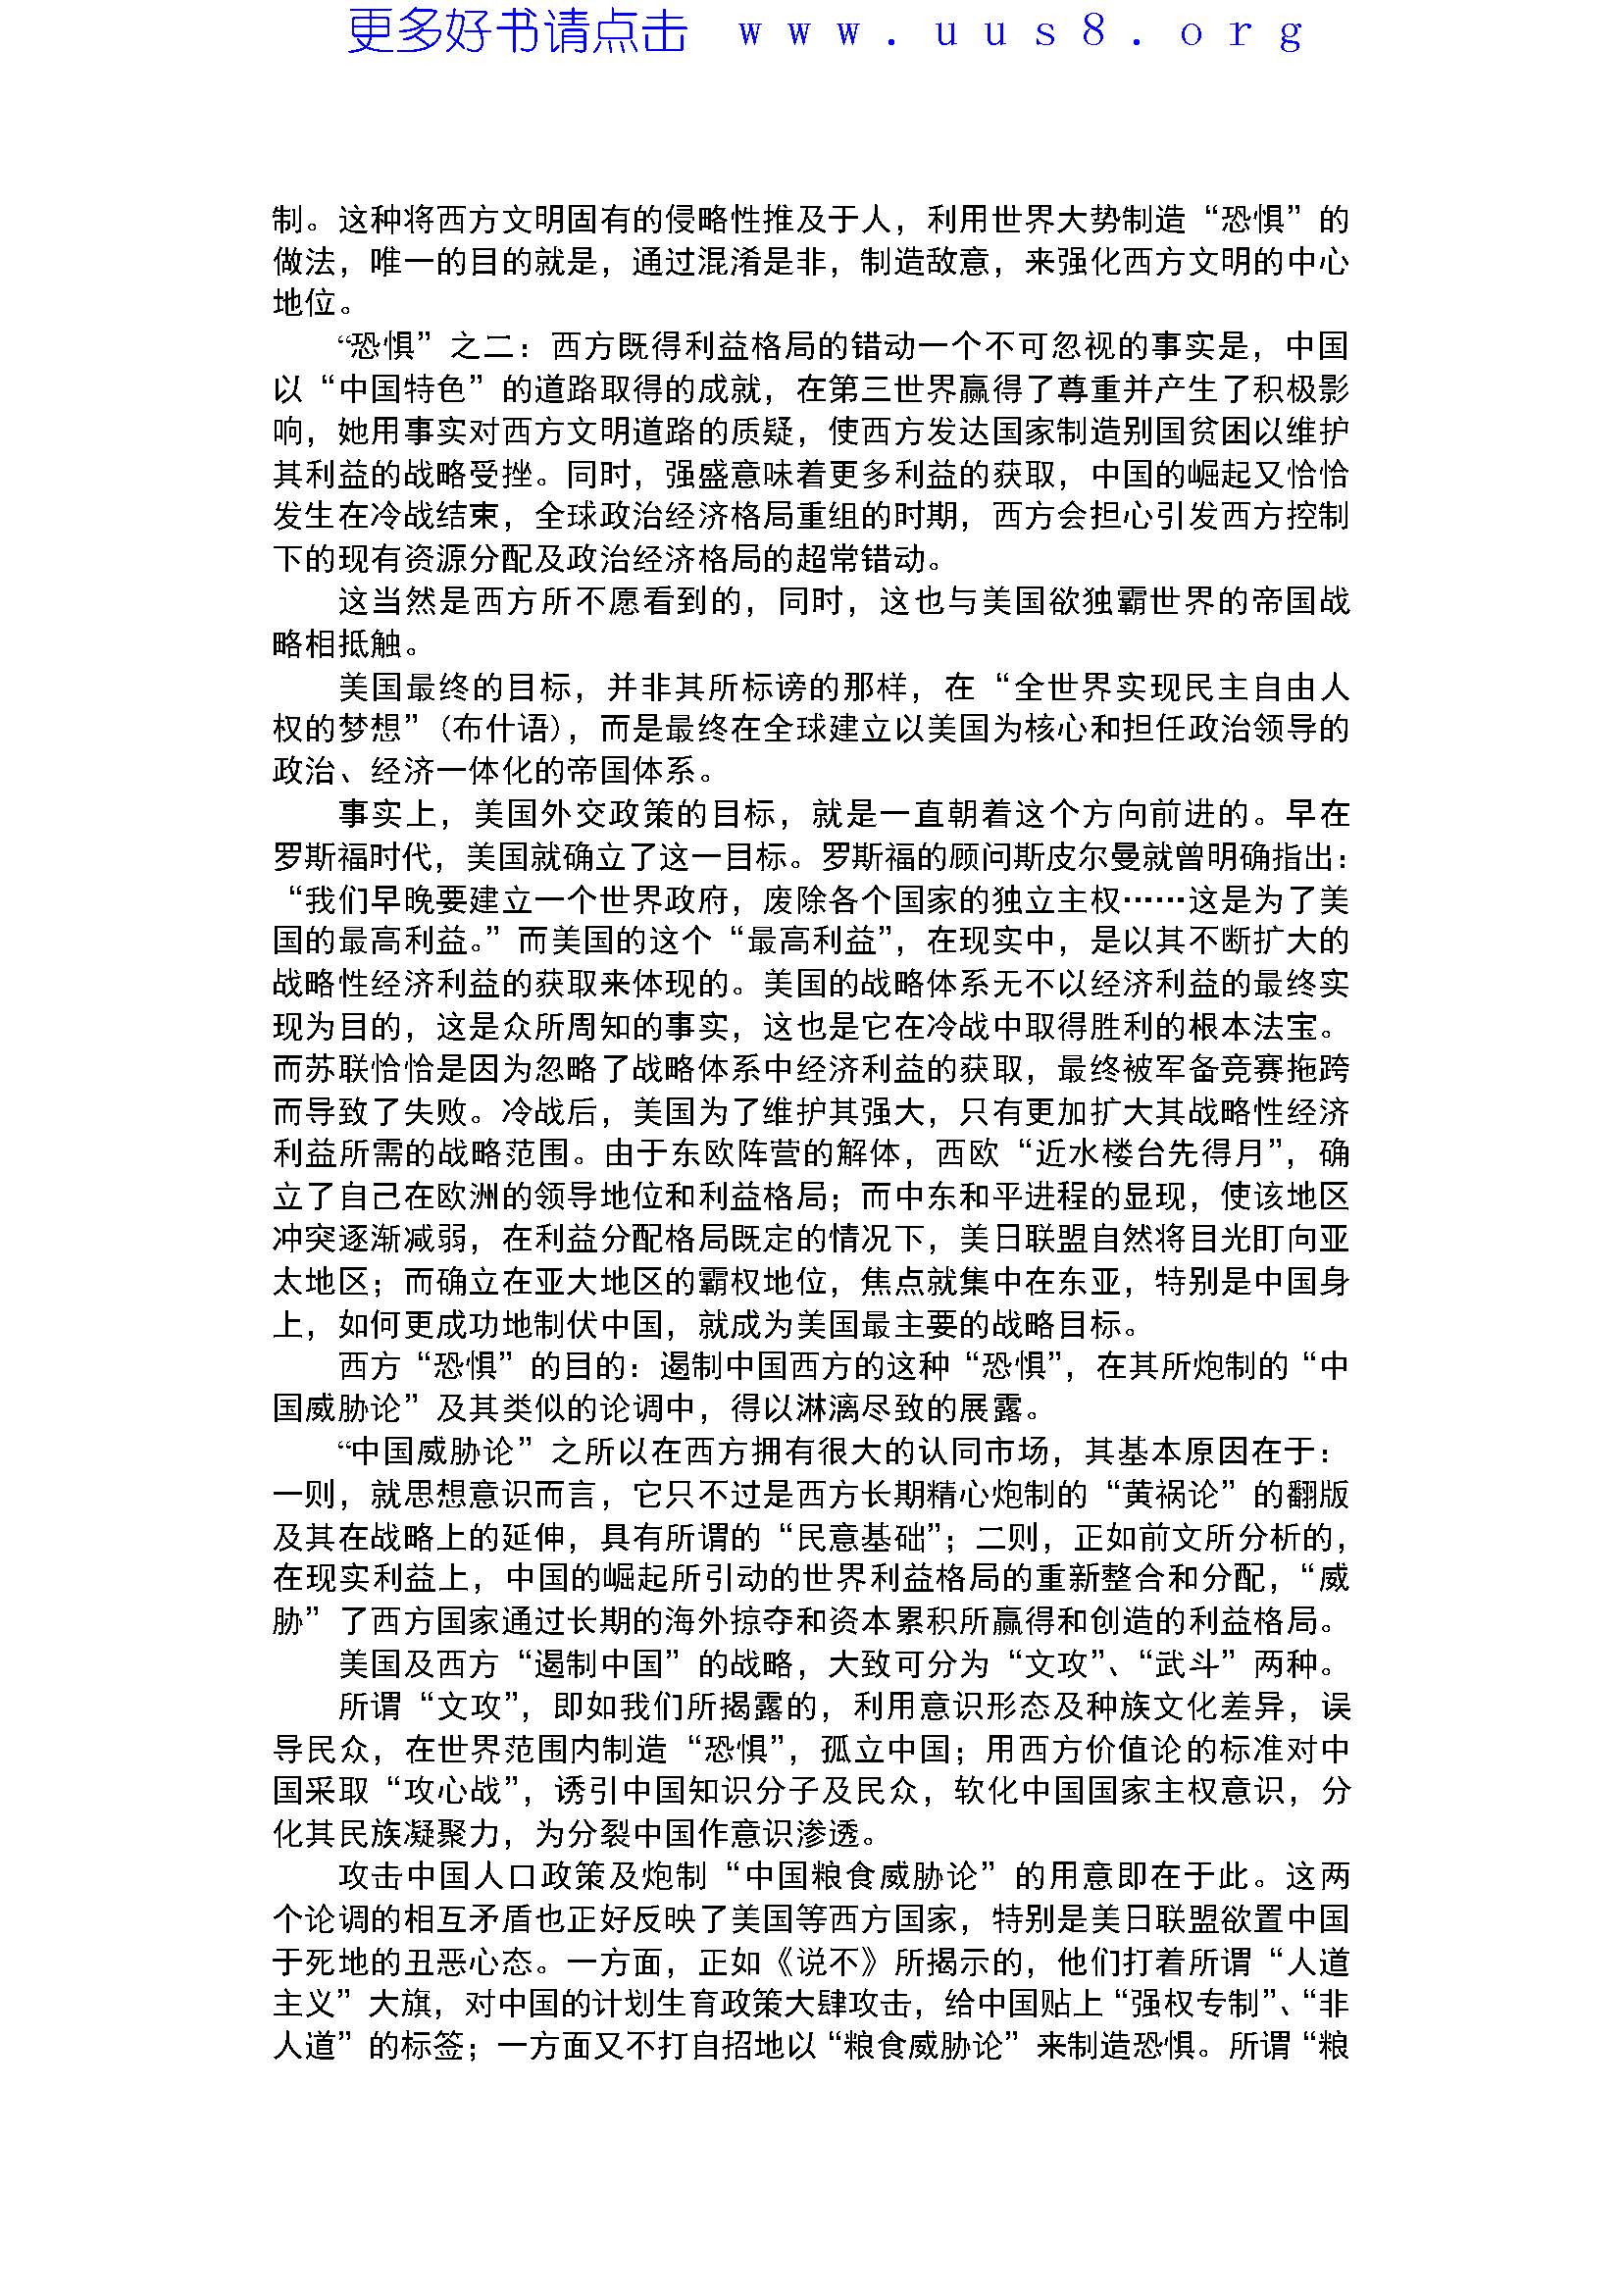 更多好书请点击 www.uus8.org
制。这种将西方文明固有的侵略性推及于人，利用世界大势制造“恐惧”的
做法，唯一的目的就是，通过混淆是非，制造敌意，来强化西方文明的中心
地位。
“恐惧”之二：西方既得利益格局的错动一个不可忽视的事实是，中国
以“中国特色”的道路取得的成就，在第三世界赢得了尊重并产生了积极影
响，她用事实对西方文明道路的质疑，使西方发达国家制造别国贫困以维护
其利益的战略受挫。同时，强盛意味着更多利益的获取，中国的崛起又恰恰
发生在冷战结束，全球政治经济格局重组的时期，西方会担心引发西方控制
下的现有资源分配及政治经济格局的超常错动。
这当然是西方所不愿看到的，同时，这也与美国欲独霸世界的帝国战
略相抵触。
美国最终的目标，并非其所标谤的那样，在“全世界实现民主自由人
权的梦想”(布什语)，而是最终在全球建立以美国为核心和担任政治领导的
政治、经济一体化的帝国体系。
事实上，美国外交政策的目标，就是一直朝着这个方向前进的。早在
罗斯福时代，美国就确立了这一目标。罗斯福的顾问斯皮尔曼就曾明确指出：
“我们早晚要建立一个世界政府，废除各个国家的独立主权……这是为了美
国的最高利益。”而美国的这个“最高利益”，在现实中，是以其不断扩大的
战略性经济利益的获取来体现的。美国的战略体系无不以经济利益的最终实
现为目的，这是众所周知的事实，这也是它在冷战中取得胜利的根本法宝。
而苏联恰恰是因为忽略了战略体系中经济利益的获取，最终被军备竞赛拖跨
而导致了失败。冷战后，美国为了维护其强大，只有更加扩大其战略性经济
利益所需的战略范围。由于东欧阵营的解体，西欧“近水楼台先得月”，确
立了自己在欧洲的领导地位和利益格局；而中东和平进程的显现，使该地区
冲突逐渐减弱，在利益分配格局既定的情况下，美日联盟自然将目光盯向亚
太地区；而确立在亚大地区的霸权地位，焦点就集中在东亚，特别是中国身
上，如何更成功地制伏中国，就成为美国最主要的战略目标。
西方“恐惧”的目的：遏制中国西方的这种“恐惧”，在其所炮制的“中
国威胁论”及其类似的论调中，得以淋漓尽致的展露。
“中国威胁论”之所以在西方拥有很大的认同市场，其基本原因在于：
一则，就思想意识而言，它只不过是西方长期精心炮制的“黄祸论”的翻版
及其在战略上的延伸，具有所谓的“民意基础”；二则，正如前文所分析的，
在现实利益上，中国的崛起所引动的世界利益格局的重新整合和分配，“威
胁”了西方国家通过长期的海外掠夺和资本累积所赢得和创造的利益格局。
美国及西方“遏制中国”的战略，大致可分为“文攻”、“武斗”两种。
所谓“文攻”，即如我们所揭露的，利用意识形态及种族文化差异，误
导民众，在世界范围内制造“恐惧”，孤立中国；用西方价值论的标准对中
国采取“攻心战”，诱引中国知识分子及民众，软化中国国家主权意识，分
化其民族凝聚力，为分裂中国作意识渗透。
攻击中国人口政策及炮制“中国粮食威胁论”的用意即在于此。这两
个论调的相互矛盾也正好反映了美国等西方国家，特别是美日联盟欲置中国
于死地的丑恶心态。一方面，正如《说不》所揭示的，他们打着所谓“人道
主义”大旗，对中国的计划生育政策大肆攻击，给中国贴上“强权专制”、“非
人道”的标签；一方面又不打自招地以“粮食威胁论”来制造恐惧。所谓“粮